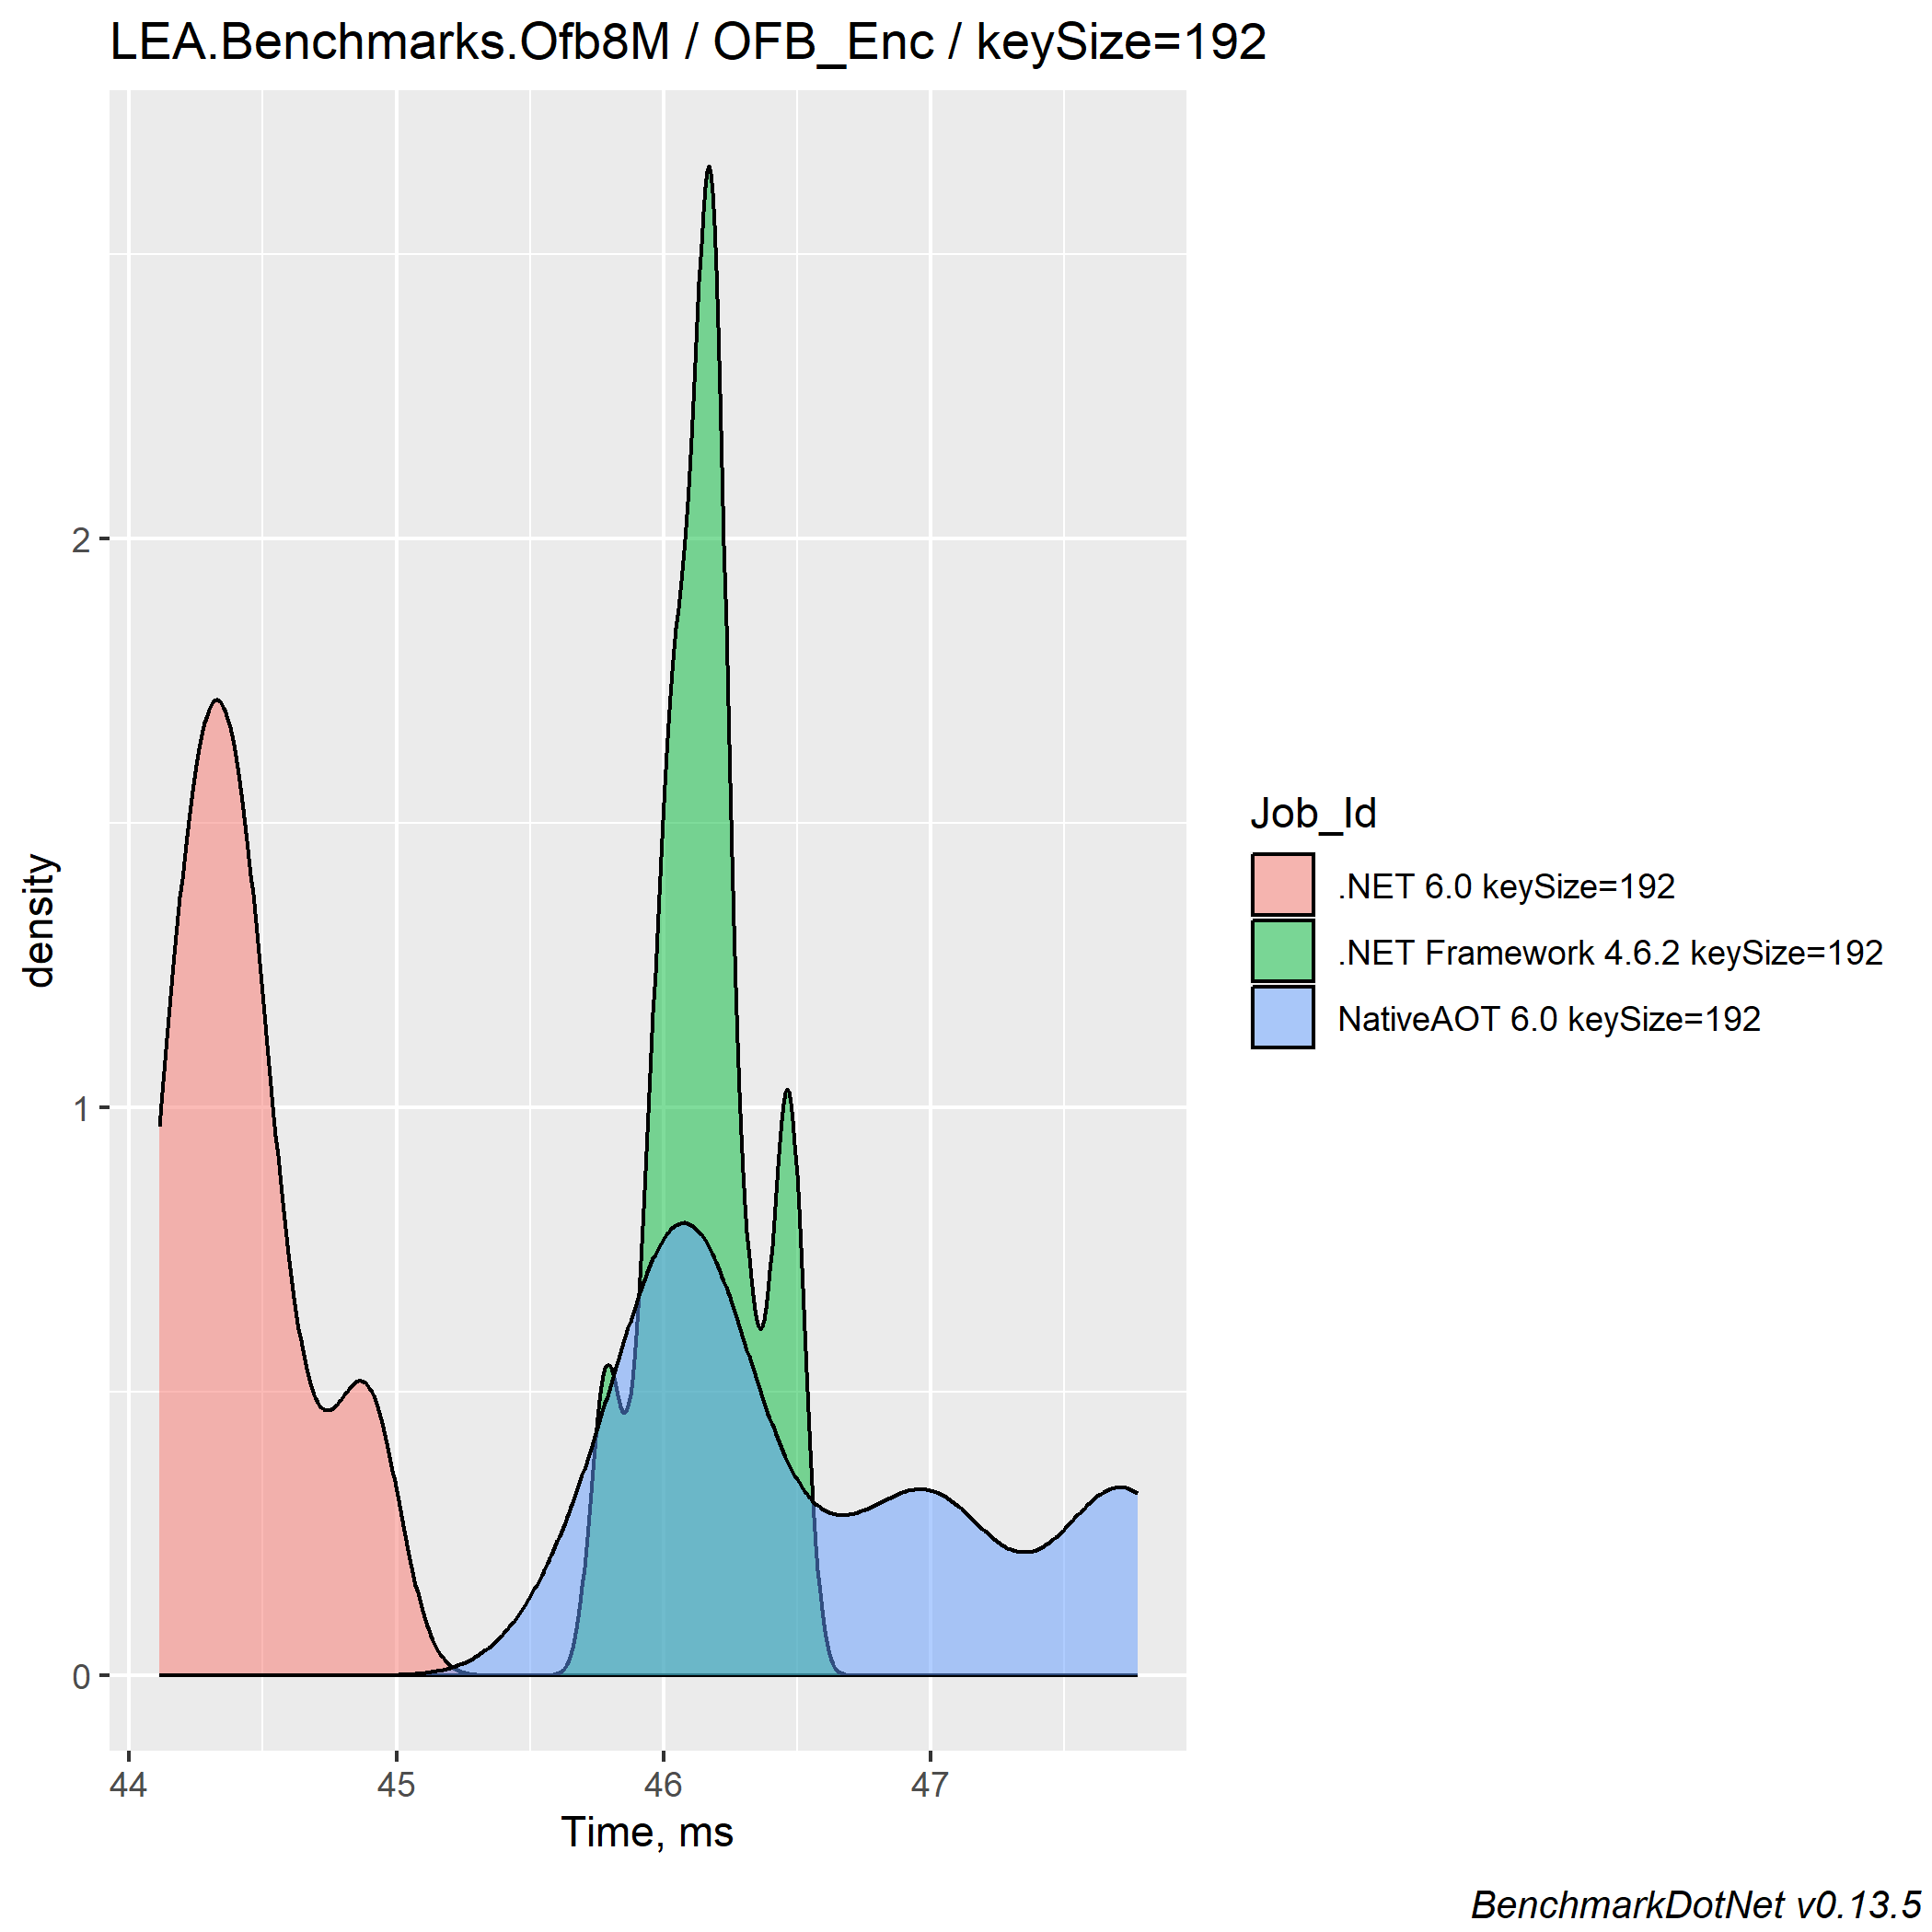 LEA.Benchmarks.Ofb8M / OFB_Enc / keySize=192
density
2
1
0
44 45 46 47
Time, ms
Job_Id
.NET 6.0 keySize=192
.NET Framework 4.6.2 keySize=192
NativeAOT 6.0 keySize=192
BenchmarkDotNet v0.13.5